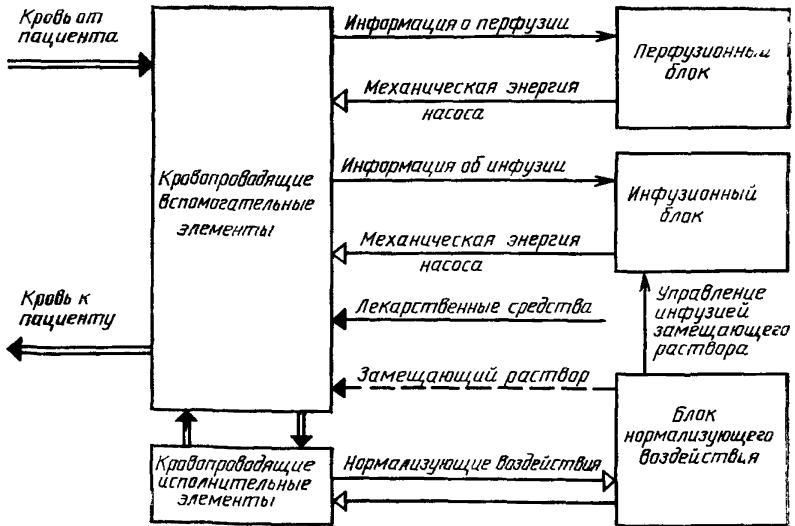 Кровь от
пациента
Информация о перфузии
Перфузионный
блок
Механическая энергия
насоса
Кровопроводящие
вспомогательные
элементы
Информация об инфузии
Инфузионный
блок
Механическая энергия
насоса
Кровь к
пациенту
Лекарственные средства
Управление
инфузией
замещающего
раствора
Замещающий раствор
Блок
нормализующего
воздействия
Кровопроводящие
исполнительные
элементы
Нормализующие воздействия